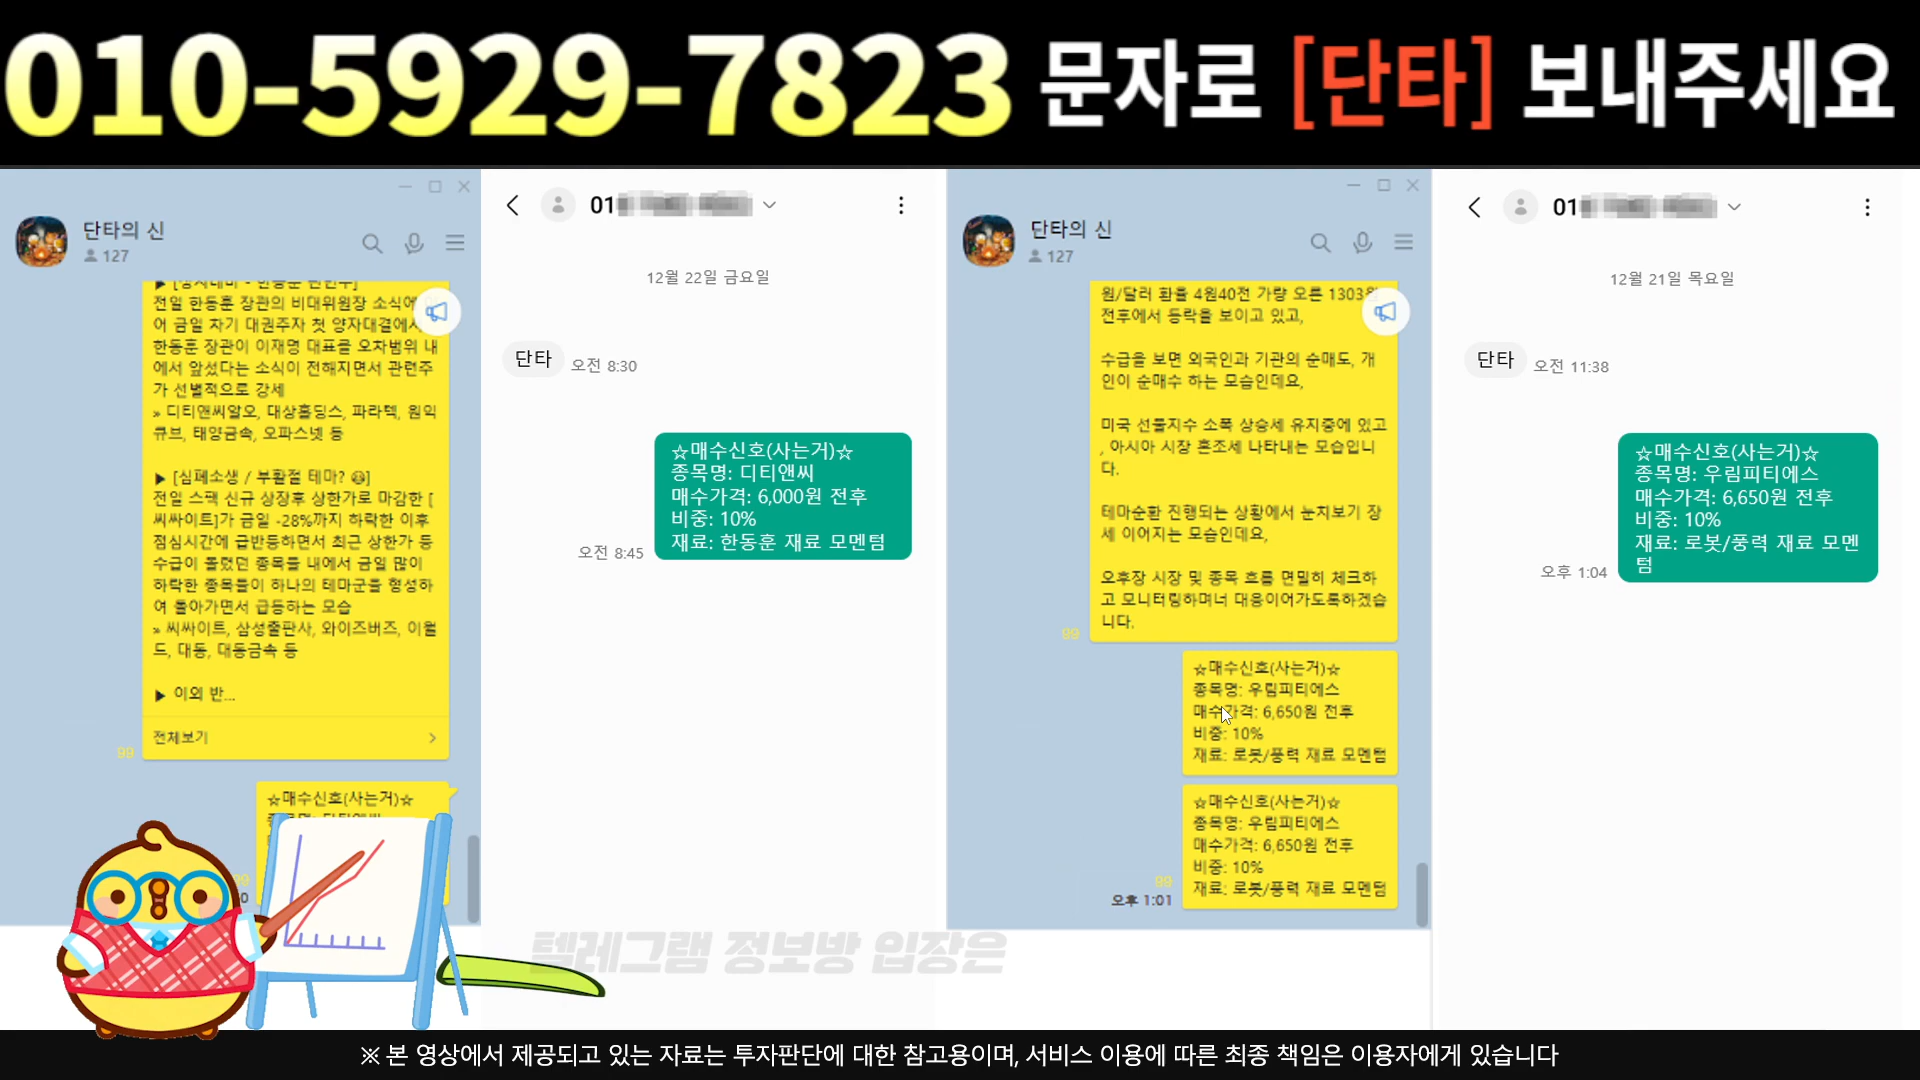 010-5929-7823 문자로 [단타] 보내주세요
단타의 신
127
전일 한동훈 장관의 비대위원장 소식에
어 금일 차기 대권주자 첫 양자대결에서
한동훈 장관이 이재명 대표를 오차범위 내
에서 앞섰다는 소식이 전해지면서 관련주
가 선별적으로 강세
» 디티앤씨알오, 대상홀딩스, 파라텍, 원익
큐브, 태양금속, 오파스넷 등
▶ [심폐소생 / 부활절 테마? 😅]
전일 스팩 신규 상장후 상한가로 마감한 [
씨싸이트]가 금일 -28%까지 하락한 이후
점심시간에 급반등하면서 최근 상한가 등
수급이 몰렸던 종목들 내에서 금일 많이
하락한 종목들이 하나의 테마군을 형성하
여 돌아가면서 급등하는 모습
» 씨싸이트, 삼성출판사, 와이즈버즈, 이월
드, 대동, 대동금속 등
▶ 이외 반...
전체보기
99
☆매수신호(사는거)☆
01
12월 22일 금요일
단타
오전 8:30
☆매수신호(사는거)☆
종목명: 디티앤씨
매수가격: 6,000원 전후
비중: 10%
재료: 한동훈 재료 모멘텀
오전 8:45
단타의 신
127
원/달러 환율 4원40전 가량 오른 1303원
전후에서 등락을 보이고 있고,
수급을 보면 외국인과 기관의 순매도, 개
인이 순매수 하는 모습인데요,
미국 선물지수 소폭 상승세 유지중에 있고
, 아시아 시장 혼조세 나타내는 모습입니
다.
테마순환 진행되는 상황에서 눈치보기 장
세 이어지는 모습인데요,
오후장 시장 및 종목 흐름 면밀히 체크하
고 모니터링하며너 대응이어가도록하겠습
니다.
99
☆매수신호(사는거)☆
종목명: 우림피티에스
매수가격: 6,650원 전후
비중: 10%
재료: 로봇/풍력 재료 모멘텀
☆매수신호(사는거)☆
종목명: 우림피티에스
매수가격: 6,650원 전후
비중: 10%
재료: 로봇/풍력 재료 모멘텀
99
오후 1:01
01
12월 21일 목요일
단타
오전 11:38
☆매수신호(사는거)☆
종목명: 우림피티에스
매수가격: 6,650원 전후
비중: 10%
재료: 로봇/풍력 재료 모멘
텀
오후 1:04
텔레그램 정보방 입장은
※ 본 영상에서 제공되고 있는 자료는 투자판단에 대한 참고용이며, 서비스 이용에 따른 최종 책임은 이용자에게 있습니다